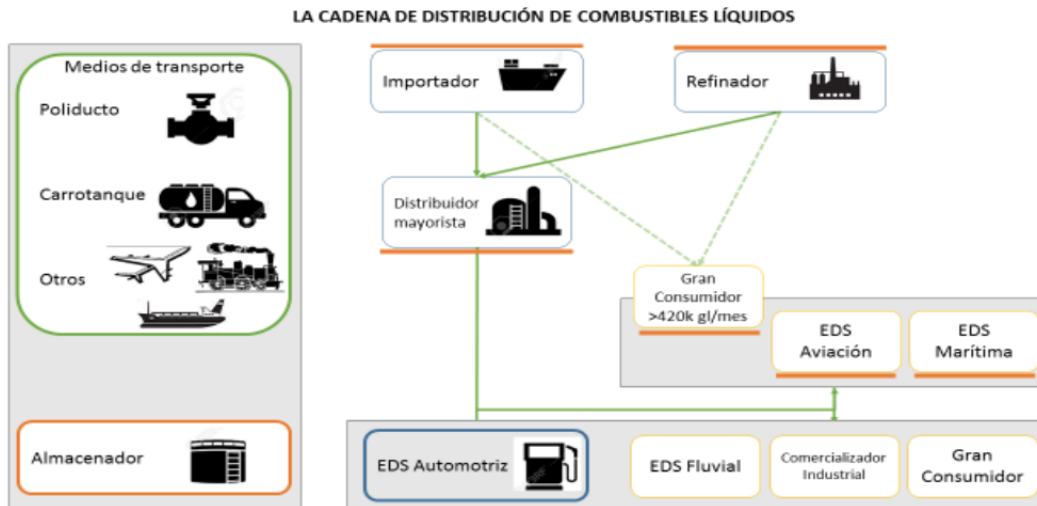 LA CADENA DE DISTRIBUCIÓN DE COMBUSTIBLES LÍQUIDOS
Medios de transporte
Poliducto
Carrotanque
Otros
Almacenador
Importador
Refinador
Distribuidor
mayorista
Gran
Consumidor
>420k gl/mes
EDS
Aviación
EDS
Marítima
EDS Automotriz
EDS Fluvial
Comercializador
Industrial
Gran
Consumidor